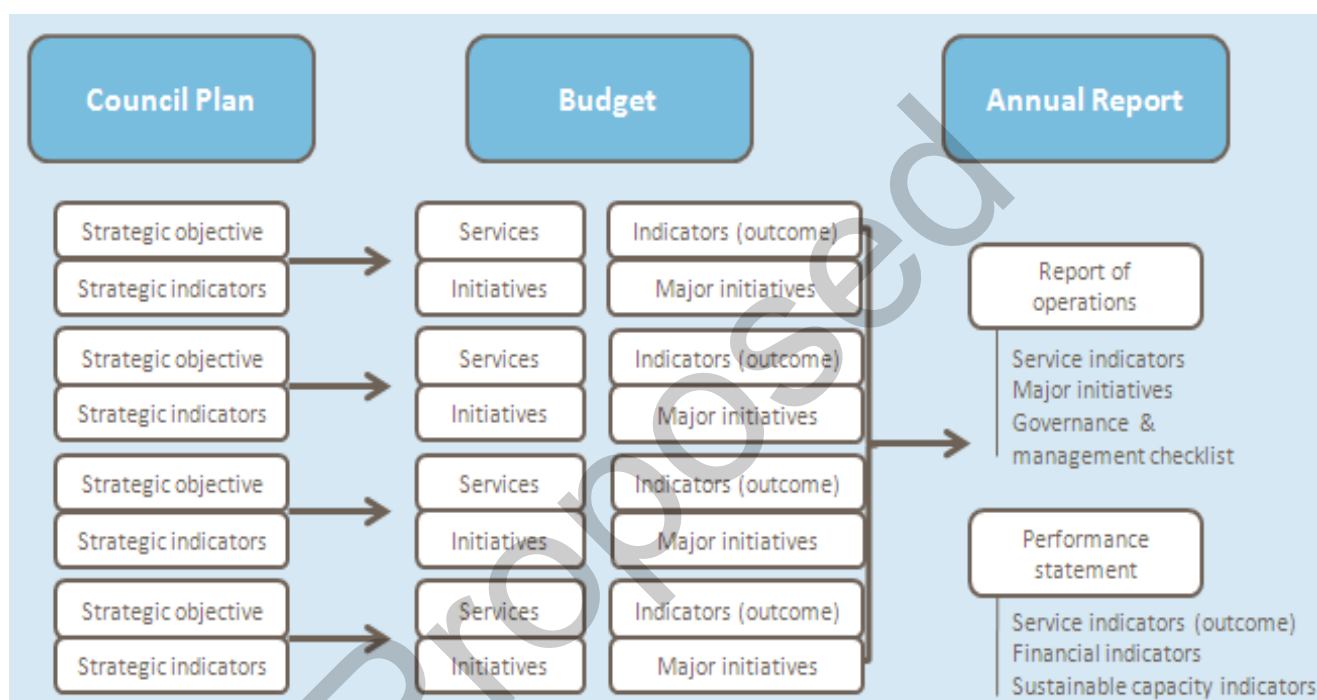 Council Plan
Budget
Annual Report
Strategic objective
Strategic indicators
Services
Initiatives
Indicators (outcome)
Major initiatives
Strategic objective
Strategic indicators
Services
Initiatives
Indicators (outcome)
Major initiatives
Strategic objective
Strategic indicators
Services
Initiatives
Indicators (outcome)
Major initiatives
Strategic objective
Strategic indicators
Services
Initiatives
Indicators (outcome)
Major initiatives
Report of
operations
Service indicators
Major initiatives
Governance &
management checklist
Performance
statement
Service indicators (outcome)
Financial indicators
Sustainable capacity indicators
Proposed